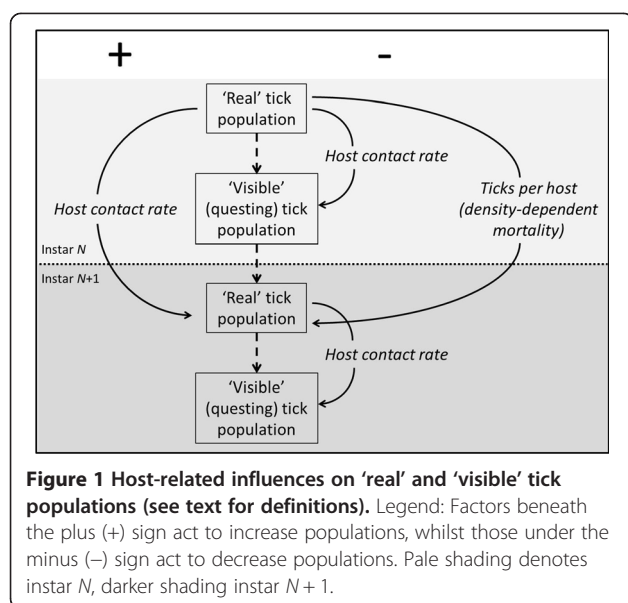 + -
'Real' tick
population
Host contact rate
Host contact rate
Ticks per host
(density-dependent
mortality)
'Visible'
(questing) tick
population
Instar N
Instar N+1
'Real' tick
population
Host contact rate
'Visible'
(questing) tick
population
Figure 1 Host-related influences on ‘real’ and ‘visible’ tick
populations (see text for definitions). Legend: Factors beneath
the plus (+) sign act to increase populations, whilst those under the
minus (−) sign act to decrease populations. Pale shading denotes
instar N, darker shading instar N + 1.